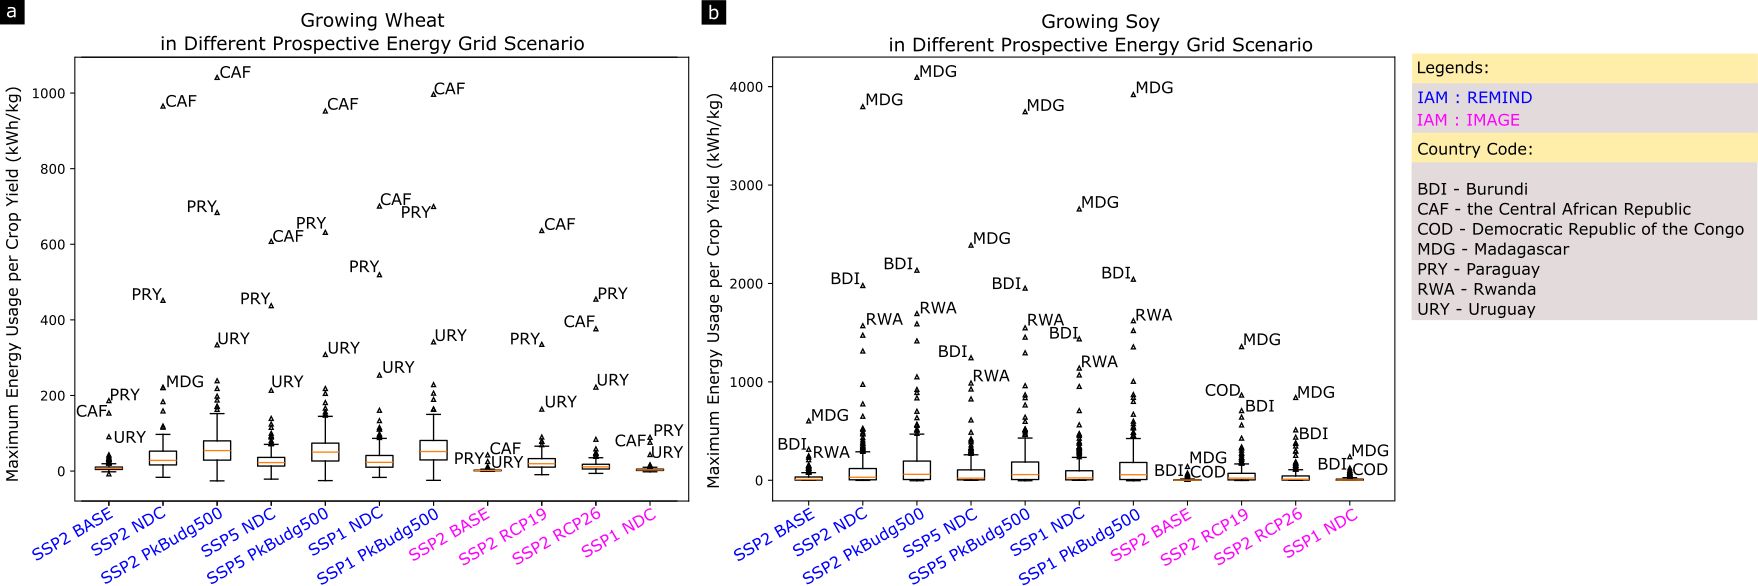 a
Growing Wheat
in Different Prospective Energy Grid Scenario
Maximum Energy Usage per Crop Yield (kWh/kg)
1000
800
600
400
200
0
PRY
CAF
URY
CAF
PRY
MDG
CAF
PRY
URY
CAF
PRY
URY
CAF
PRY
URY
CAF
PRY
URY
CAF
PRY
URY
CAF
PRY
URY
CAF
PRY
URY
PRY
CAF
URY
PRY
CAF
URY
SSP2 BASE
SSP2 NDC
SSP2 PkBudg500
SSP5 NDC
SSP5 PkBudg500
SSP1 NDC
SSP1 PkBudg500
SSP2 BASE
SSP2 RCP19
SSP2 RCP26
SSP1 NDC
b
Growing Soy
in Different Prospective Energy Grid Scenario
Maximum Energy Usage per Crop Yield (kWh/kg)
4000
3000
2000
1000
0
MDG
BDI
RWA
MDG
BDI
RWA
MDG
BDI
RWA
MDG
BDI
RWA
MDG
BDI
RWA
MDG
BDI
RWA
MDG
BDI
RWA
MDG
BDI
COD
MDG
COD
BDI
MDG
BDI
MDG
BDI
COD
SSP2 BASE
SSP2 NDC
SSP2 PkBudg500
SSP5 NDC
SSP5 PkBudg500
SSP1 NDC
SSP1 PkBudg500
SSP2 BASE
SSP2 RCP19
SSP2 RCP26
SSP1 NDC
Legends:
IAM : REMIND
IAM : IMAGE
Country Code:
BDI - Burundi
CAF - the Central African Republic
COD - Democratic Republic of the Congo
MDG - Madagascar
PRY - Paraguay
RWA - Rwanda
URY - Uruguay